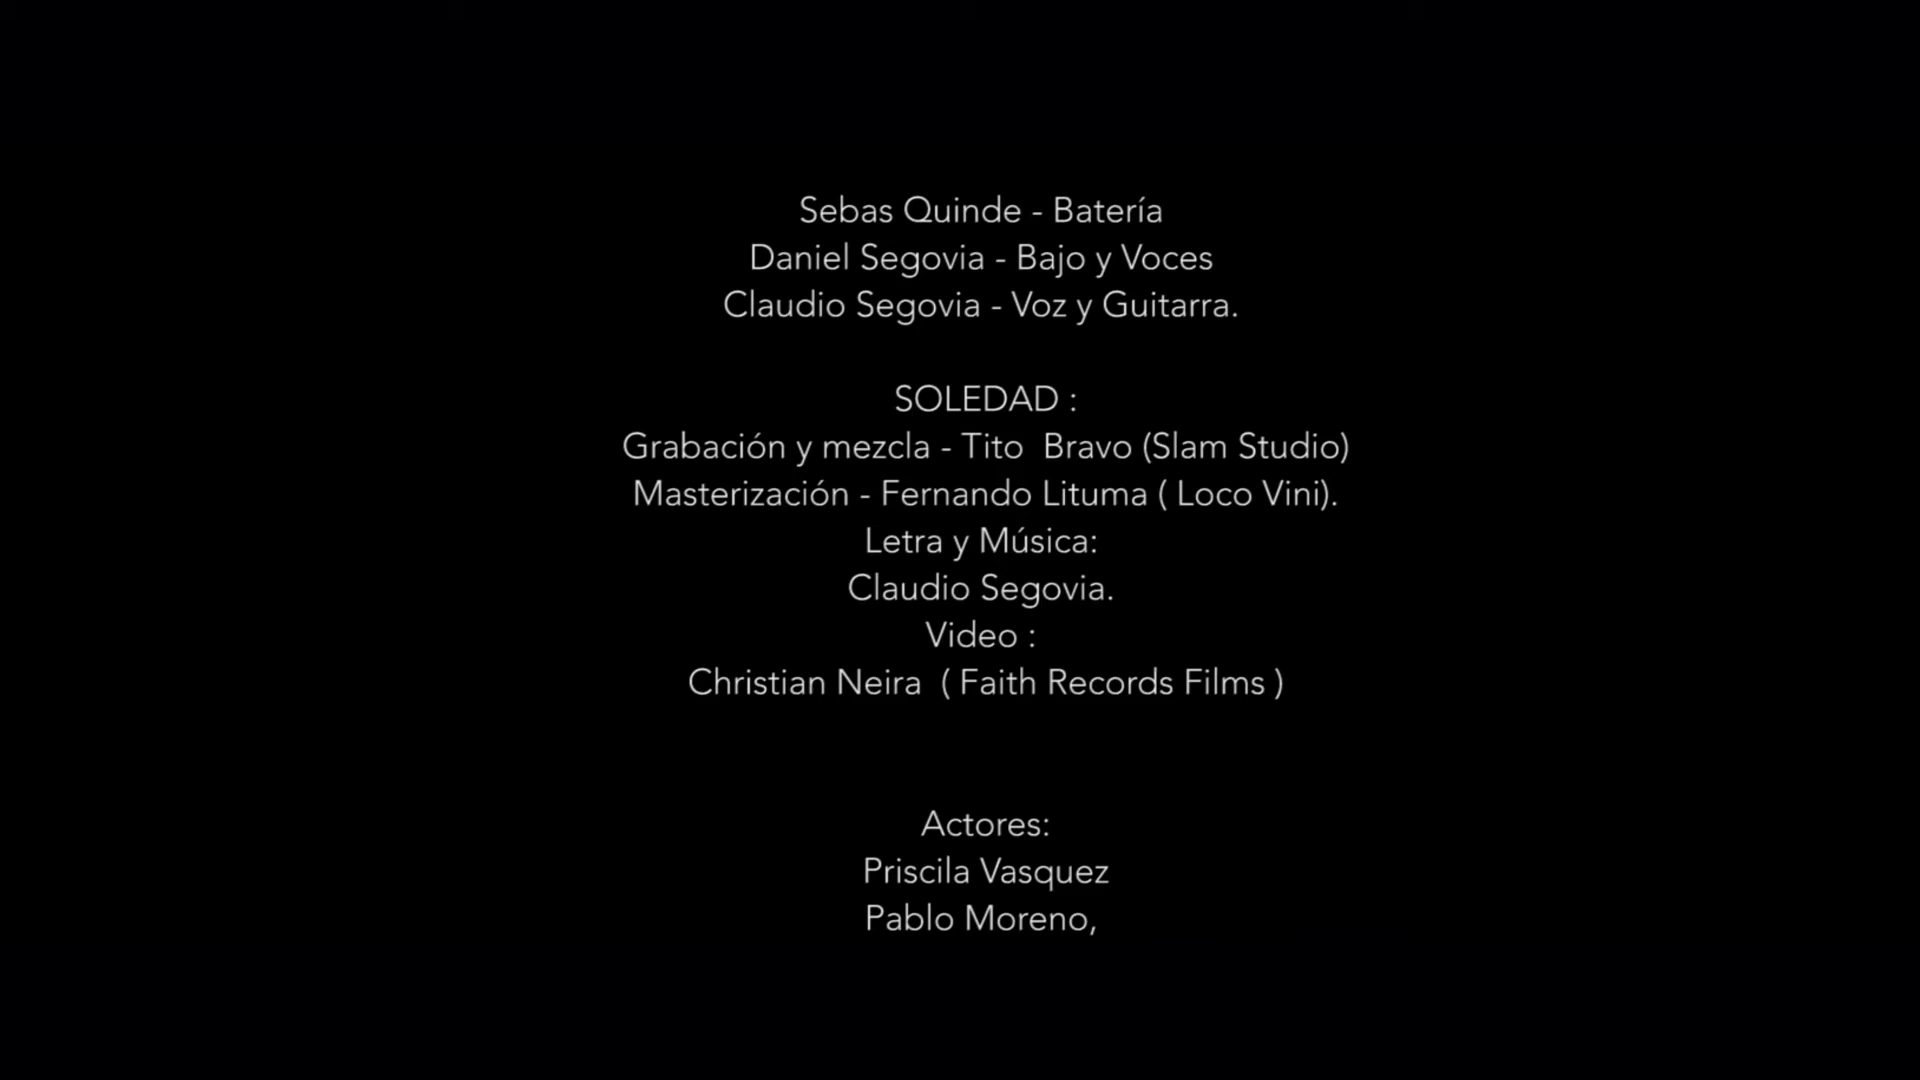 Sebas Quinde - Batería
Daniel Segovia - Bajo y Voces
Claudio Segovia - Voz y Guitarra.
SOLEDAD :
Grabación y mezcla - Tito  Bravo (Slam Studio)
Masterización - Fernando Lituma ( Loco Vini).
Letra y Música:
Claudio Segovia.
Video :
Christian Neira  ( Faith Records Films )
Actores:
Priscila Vasquez
Pablo Moreno,